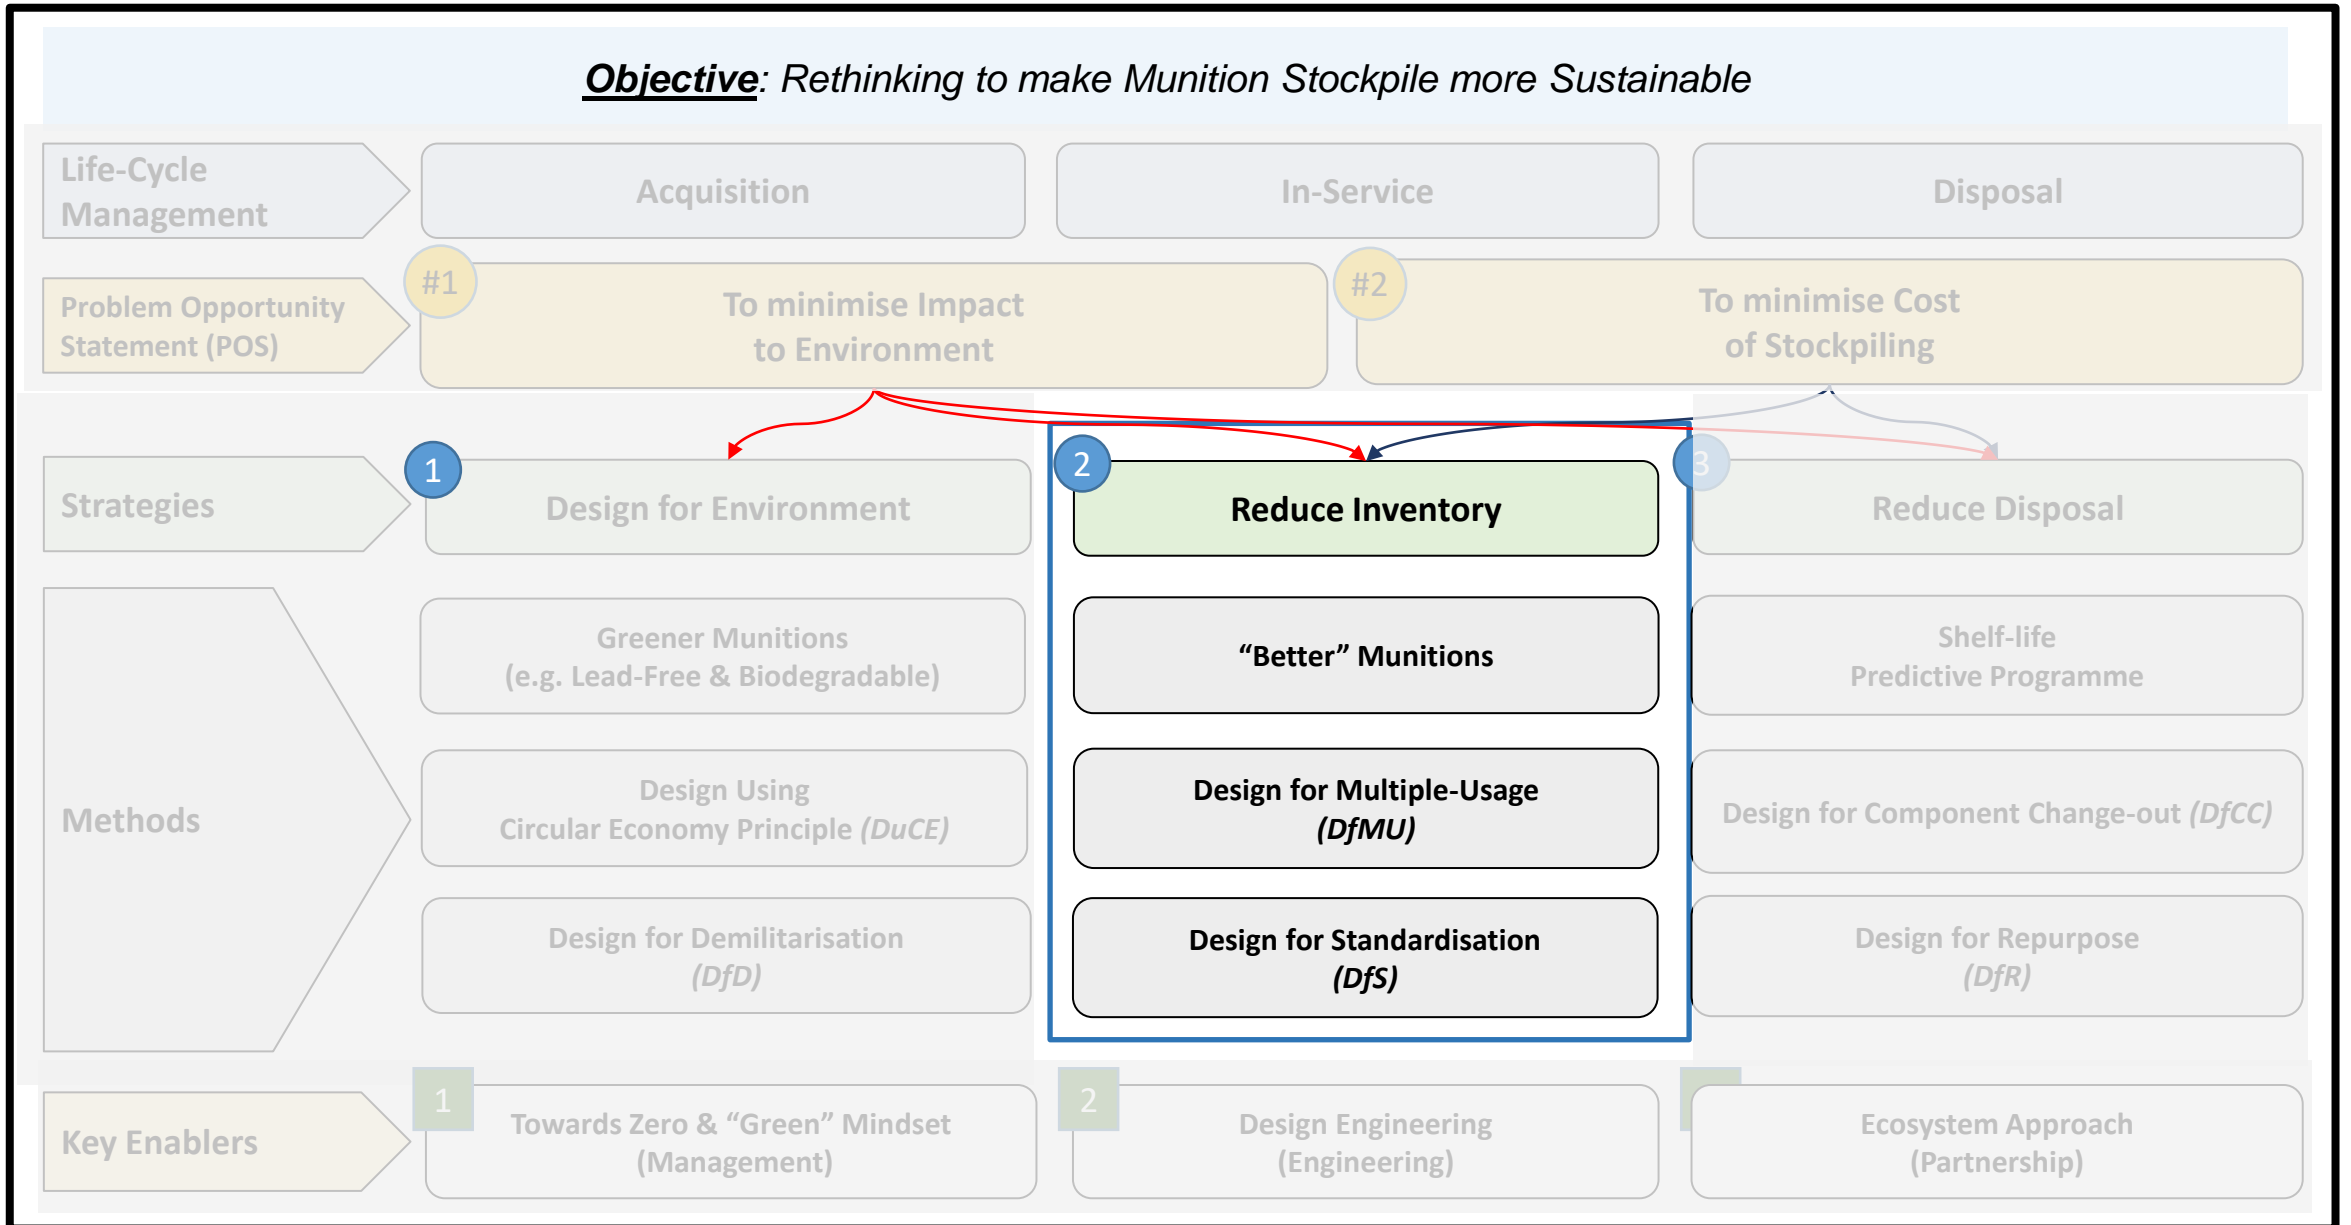 Objective: Rethinking to make Munition Stockpile more Sustainable
Life-Cycle
Management
Acquisition
In-Service
Disposal
Problem Opportunity
Statement (POS)
#1
To minimise Impact
to Environment
#2
To minimise Cost
of Stockpiling
Strategies
1
Design for Environment
2
Reduce Inventory
3
Reduce Disposal
Methods
Greener Munitions
(e.g. Lead-Free & Biodegradable)
“Better” Munitions
Shelf-life
Predictive Programme
Design Using
Circular Economy Principle (DuCE)
Design for Multiple-Usage
(DfMU)
Design for Component Change-out (DfCC)
Design for Demilitarisation
(DfD)
Design for Standardisation
(DfS)
Design for Repurpose
(DfR)
Key Enablers
1
Towards Zero & “Green” Mindset
(Management)
2
Design Engineering
(Engineering)
Ecosystem Approach
(Partnership)